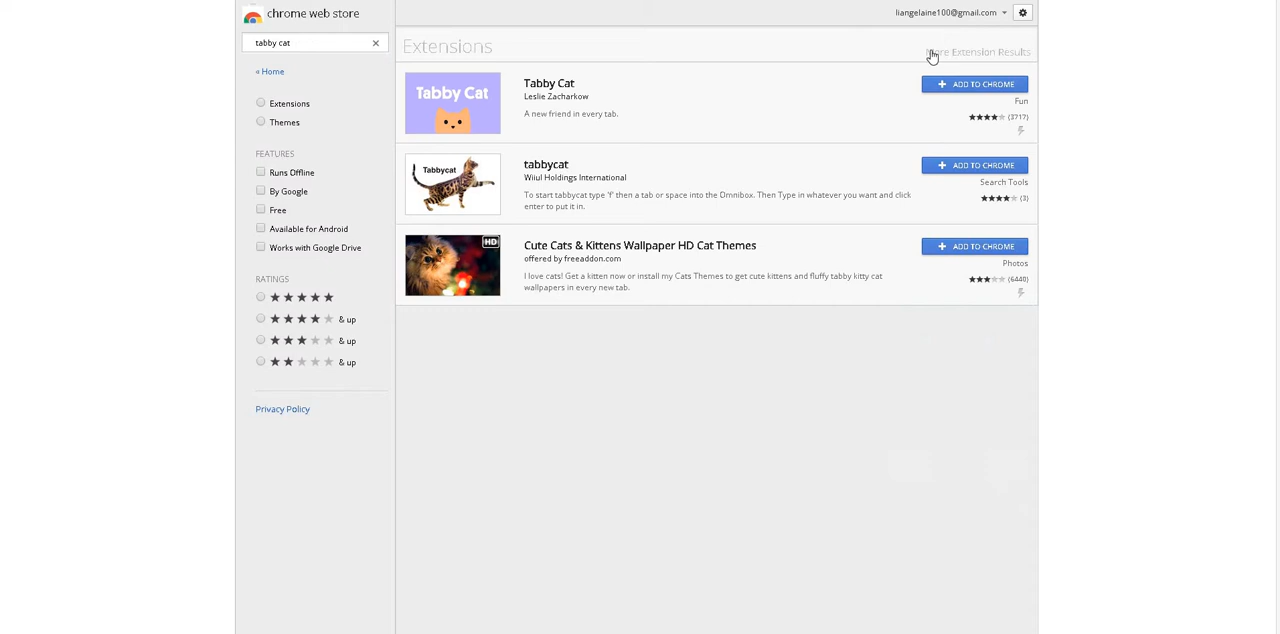 chrome web store
liangelaine100@gmail.com
tabby cat
« Home
Extensions
Themes
FEATURES
Runs Offline
By Google
Free
Available for Android
Works with Google Drive
RATINGS
& up
& up
& up
Privacy Policy
Extensions
More Extension Results
Tabby Cat
Tabby Cat
Leslie Zacharkow
A new friend in every tab.
ADD TO CHROME
Fun
(3717)
Tabbycat
tabbycat
Wiiul Holdings International
To start tabbycat type 'f' then a tab or space into the Omnibox. Then Type in whatever you want and click
enter to put it in.
ADD TO CHROME
Search Tools
(3)
HD
Cute Cats & Kittens Wallpaper HD Cat Themes
offered by freeaddon.com
I love cats! Get a kitten now or install my Cats Themes to get cute kittens and fluffy tabby kitty cat
wallpapers in every new tab.
ADD TO CHROME
Photos
(6440)